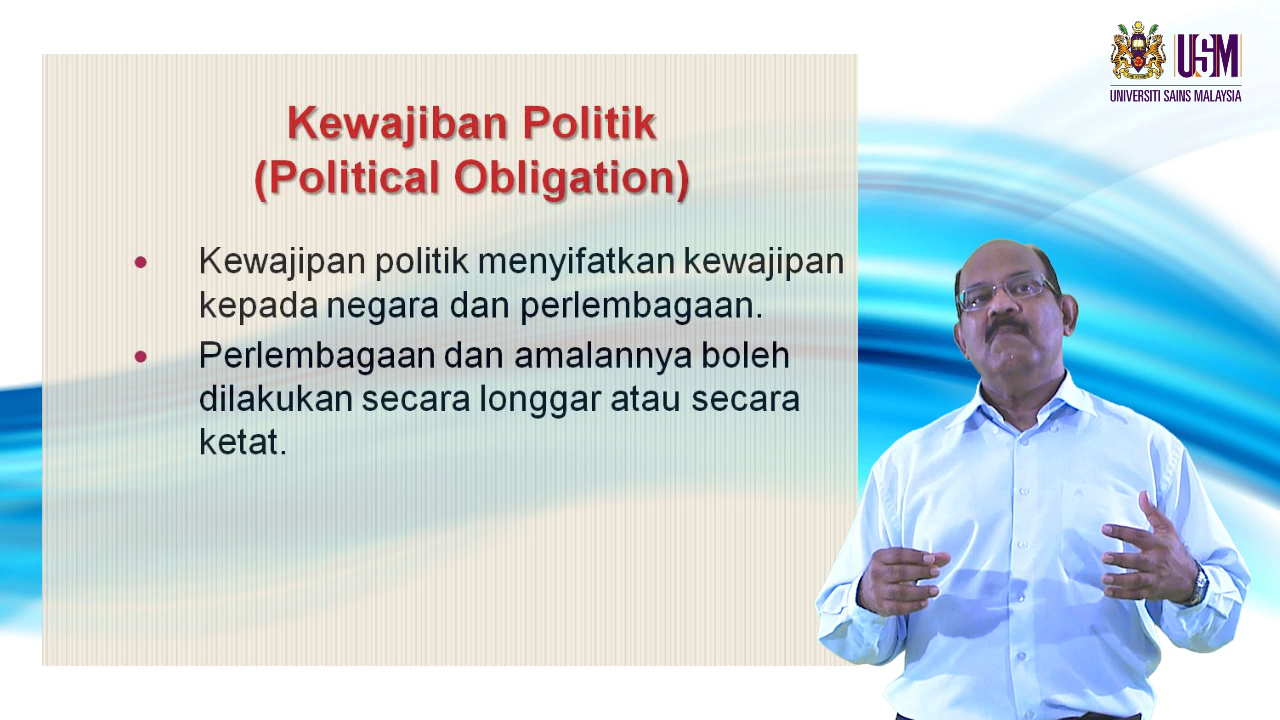 USM
UNIVERSITI SAINS MALAYSIA
Kewajiban Politik
(Political Obligation)
• Kewajipan politik menyifatkan kewajipan
kepada negara dan perlembagaan.
• Perlembagaan dan amalannya boleh
dilakukan secara longgar atau secara
ketat.